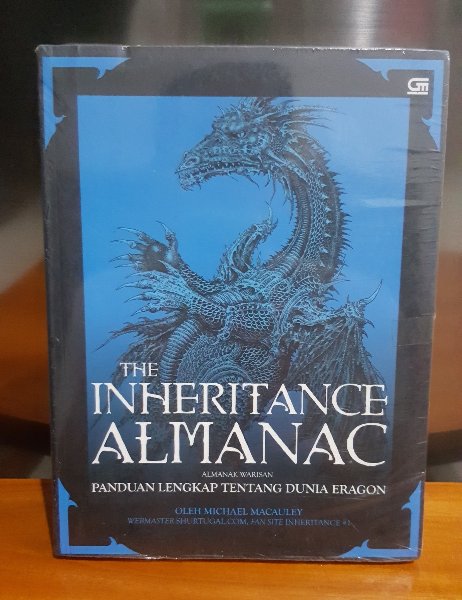 GM
THE
INHERITANCE
ALMANAC
ALMANAK WARISAN
PANDUAN LENGKAP TENTANG DUNIA ERAGON
OLEH MICHAEL MACAULEY
WEBMASTER SHURTUGAL.COM, FAN SITE INHERITANCE #1